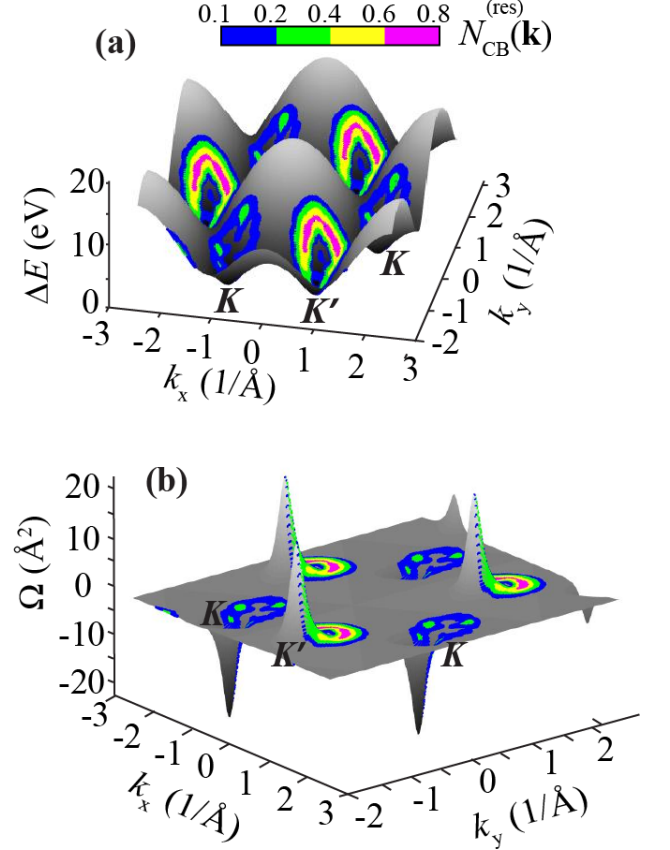 0.1 0.2 0.4 0.6 0.8
(a)
N_CB^(res)(k)
20
10
0
ΔE (eV)
K
K′
K
-3 -2 -1 0 1 2 3
k_x (1/Å)
3
2
1
0
-1
-2
k_y (1/Å)
(b)
20
10
0
-10
-20
Ω (Å²)
K
K′
K
-3 -2 -1 0 1 2 3
k_x (1/Å)
-2 -1 0 1 2
k_y (1/Å)